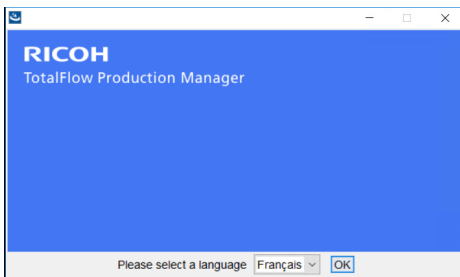 RICOH
TotalFlow Production Manager
Please select a language Français OK